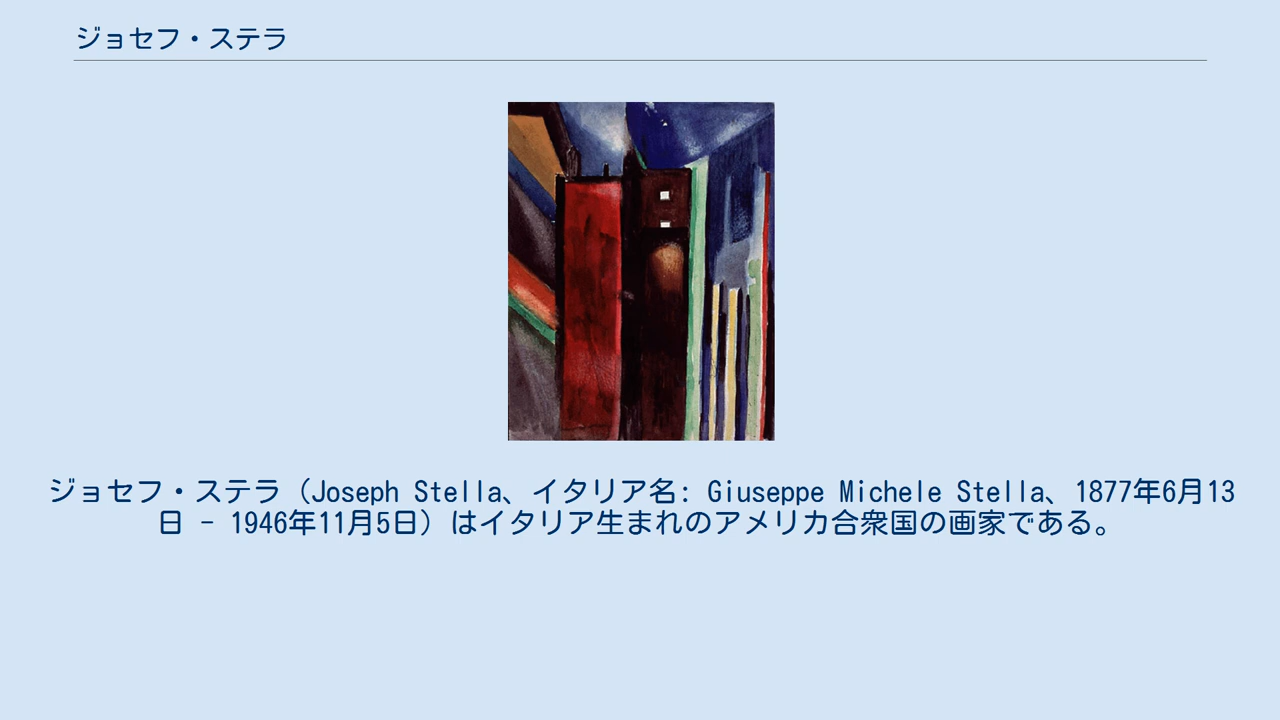 ジョセフ・ステラ
ジョセフ・ステラ（Joseph Stella、イタリア名: Giuseppe Michele Stella、1877年6月13
日 - 1946年11月5日）はイタリア生まれのアメリカ合衆国の画家である。